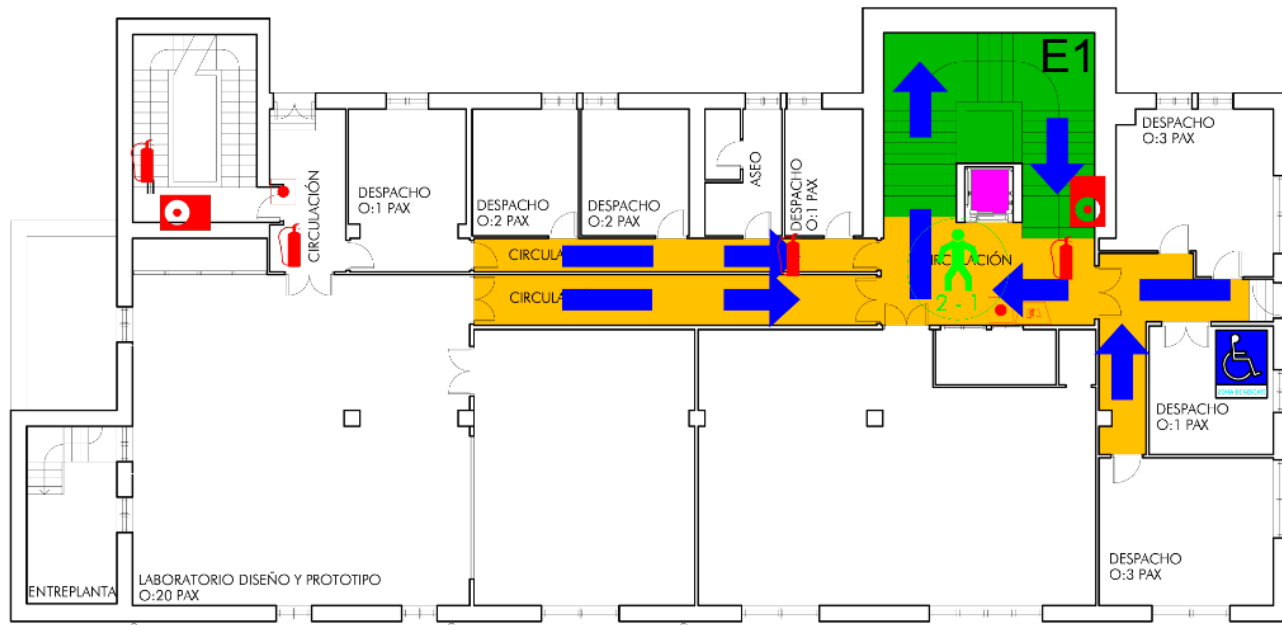 E1
DESPACHO
O:3 PAX
CIRCULACIÓN
DESPACHO
O:1 PAX
DESPACHO
O:2 PAX
DESPACHO
O:2 PAX
ASEO
DESPACHO
O:1 PAX
CIRCULA
CIRCULA
CIRCULACIÓN
2 - 1
DESPACHO
O:1 PAX
DESPACHO
O:3 PAX
ENTREPLANTA
LABORATORIO DISEÑO Y PROTOTIPO
O:20 PAX